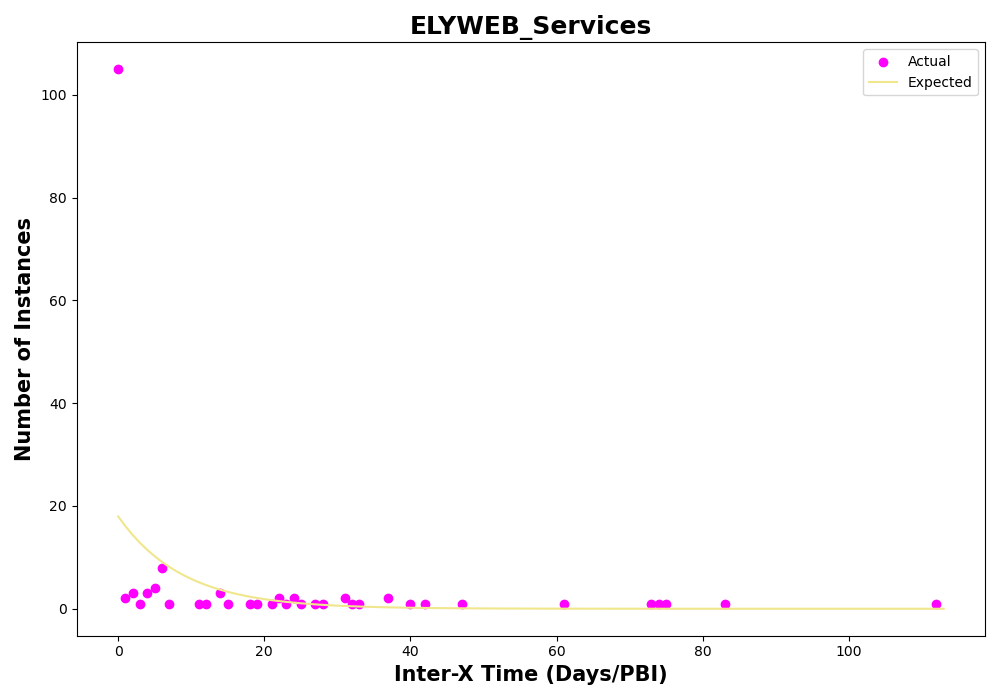 ELYWEB_Services
Actual
Expected
Number of Instances
100
80
60
40
20
0
0 20 40 60 80 100
Inter-X Time (Days/PBI)